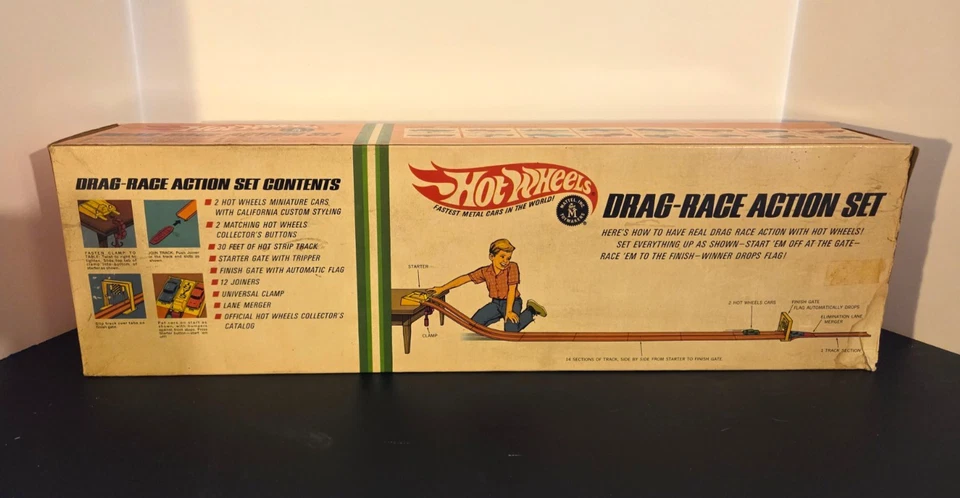 DRAG-RACE ACTION SET CONTENTS
2 HOT WHEELS MINIATURE CARS
WITH CALIFORNIA CUSTOM STYLING
2 MATCHING HOT WHEELS
COLLECTOR'S BUTTONS
30 FEET OF HOT STRIP TRACK
STARTER GATE WITH TRIPPER
FINISH GATE WITH AUTOMATIC FLAG
12 JOINERS
UNIVERSAL CLAMP
LANE MERGER
OFFICIAL HOT WHEELS COLLECTOR'S
CATALOG
FASTEN CLAMP TO
JOIN TRACK.
HOT WHEELS
FASTEST METAL CARS IN THE WORLD!
MATTEL, INC.
M
TOYMAKERS
DRAG-RACE ACTION SET
HERE'S HOW TO HAVE REAL DRAG RACE ACTION WITH HOT WHEELS!
SET EVERYTHING UP AS SHOWN—START 'EM OFF AT THE GATE—
RACE 'EM TO THE FINISH—WINNER DROPS FLAG!
STARTER
CLAMP
2 HOT WHEELS CARS
FINISH GATE
FLAG AUTOMATICALLY DROPS
ELIMINATION LANE
MERGER
1 TRACK SECTION
14 SECTIONS OF TRACK, SIDE BY SIDE FROM STARTER TO FINISH GATE